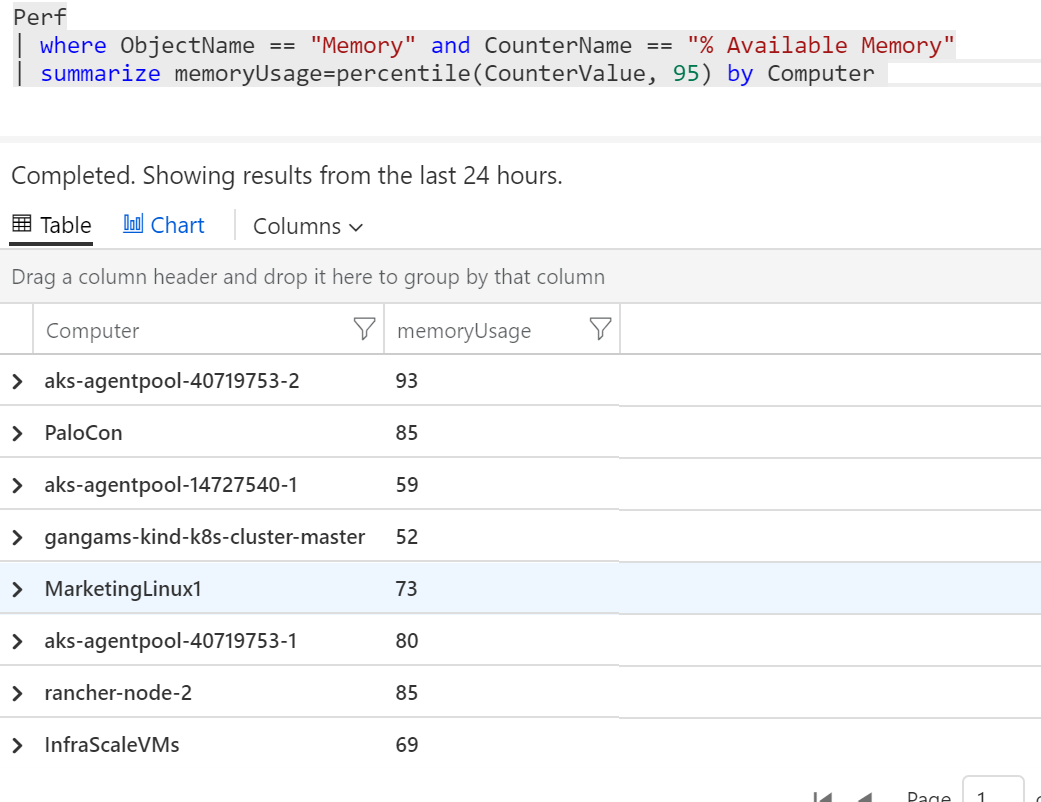 Perf
| where ObjectName == "Memory" and CounterName == "% Available Memory"
| summarize memoryUsage=percentile(CounterValue, 95) by Computer
Completed. Showing results from the last 24 hours.
Table Chart Columns
Drag a column header and drop it here to group by that column
Computer memoryUsage
aks-agentpool-40719753-2 93
PaloCon 85
aks-agentpool-14727540-1 59
gangams-kind-k8s-cluster-master 52
MarketingLinux1 73
aks-agentpool-40719753-1 80
rancher-node-2 85
InfraScaleVMs 69
Page 1